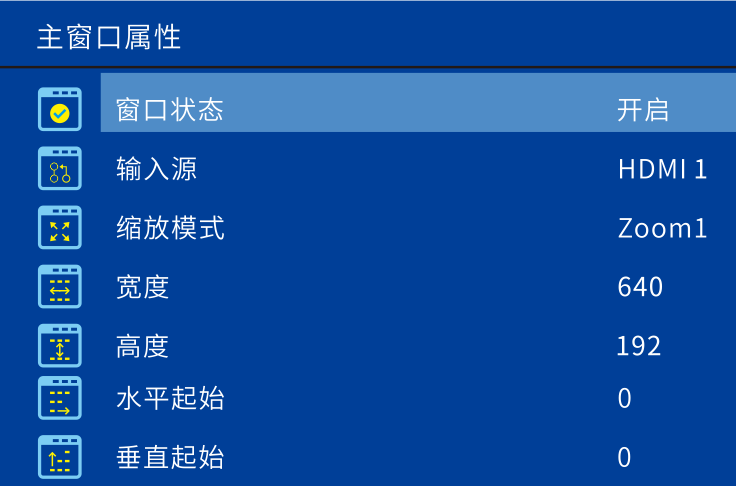 主窗口属性
窗口状态 开启
输入源 HDMI 1
缩放模式 Zoom1
宽度 640
高度 192
水平起始 0
垂直起始 0